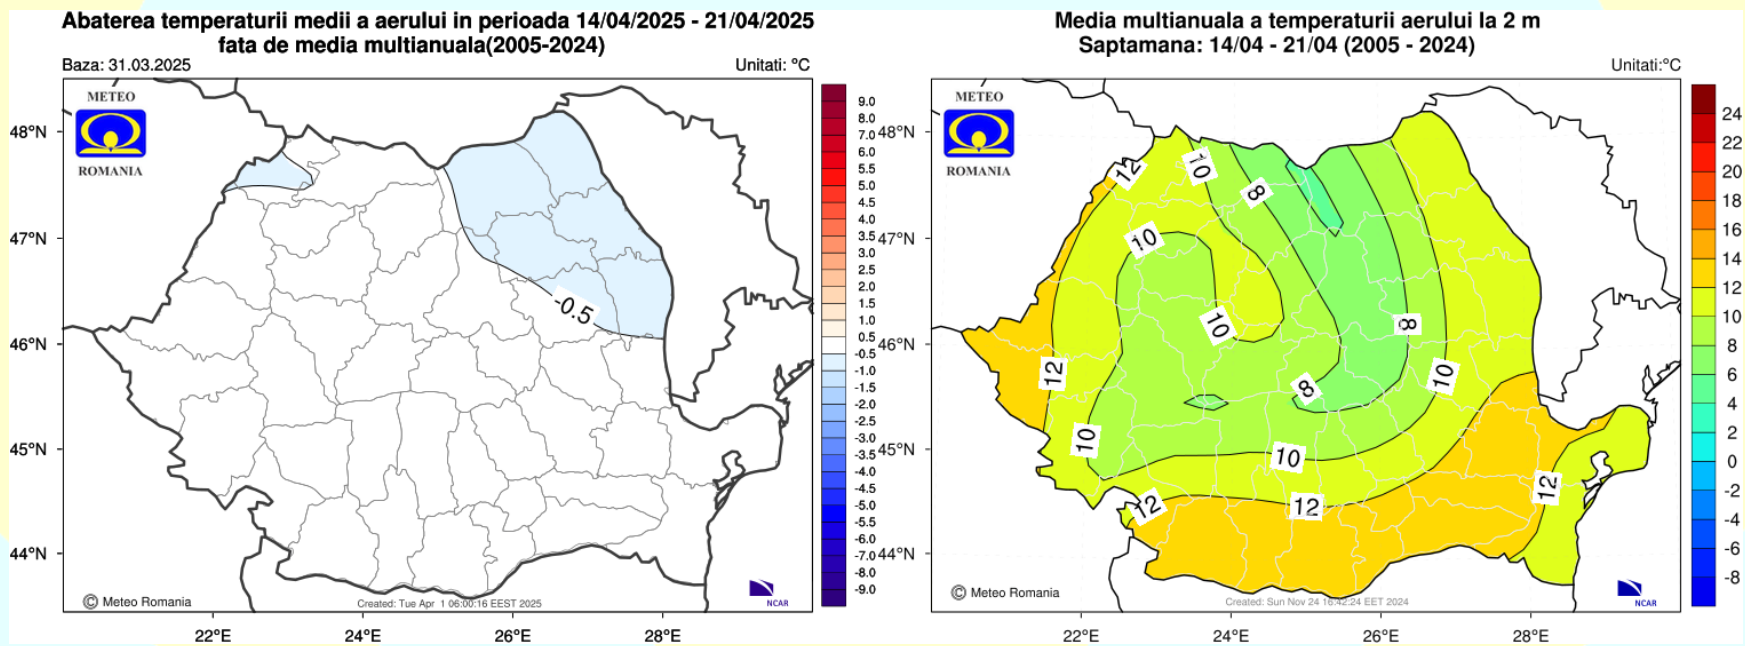 Abaterea temperaturii medii a aerului in perioada 14/04/2025 - 21/04/2025
fata de media multianuala(2005-2024)
Baza: 31.03.2025
Unitati: °C
METEO
ROMANIA
48°N
47°N
46°N
45°N
44°N
-0.5
9.0
8.0
7.0
6.0
5.5
5.0
4.5
4.0
3.5
3.0
2.5
2.0
1.5
1.0
0.5
-0.5
-1.0
-1.5
-2.0
-2.5
-3.0
-3.5
-4.0
-4.5
-5.0
-5.5
-6.0
-7.0
-8.0
-9.0
© Meteo Romania
Created: Tue Apr 1 06:00:16 EEST 2025
NCAR
22°E
24°E
26°E
28°E
Media multianuala a temperaturii aerului la 2 m
Saptamana: 14/04 - 21/04 (2005 - 2024)
Unitati:°C
METEO
ROMANIA
48°N
47°N
46°N
45°N
44°N
12
10
8
10
10
8
12
10
8
10
10
12
12
12
24
22
20
18
16
14
12
10
8
6
4
2
0
-2
-4
-6
-8
© Meteo Romania
Created: Sun Nov 24 16:42:24 EET 2024
NCAR
22°E
24°E
26°E
28°E